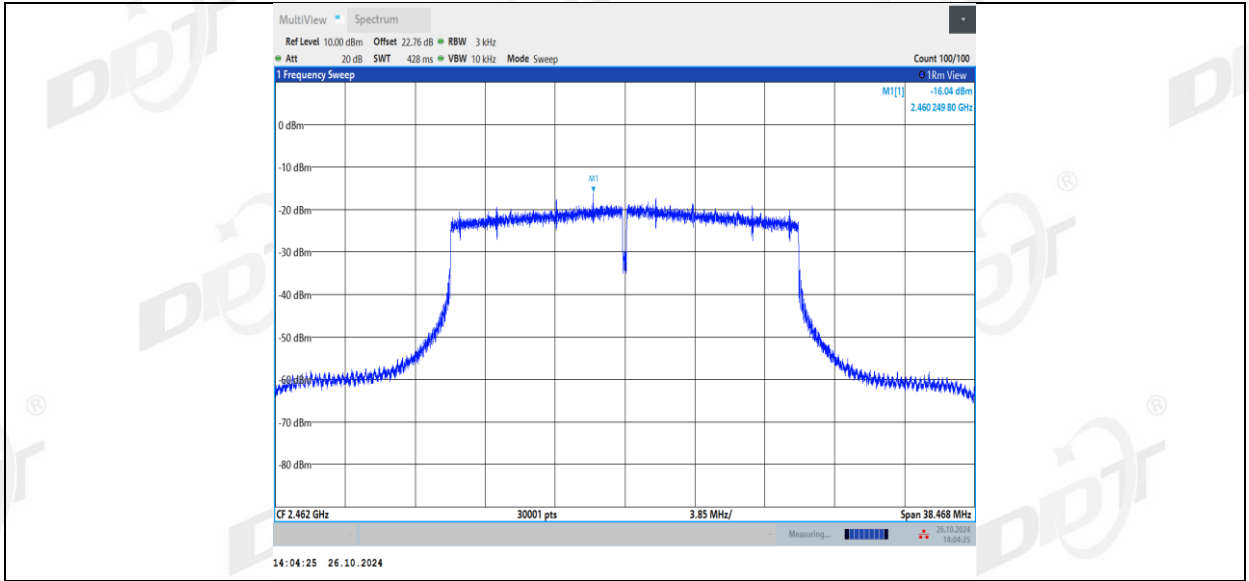 MultiView Spectrum
Ref Level 10.00 dBm Offset 22.76 dB RBW 3 kHz
Att 20 dB SWT 428 ms VBW 10 kHz Mode Sweep Count 100/100
1 Frequency Sweep 1Rm View
M1[1] -16.04 dBm
2.460 249 80 GHz
0 dBm
-10 dBm
M1
-20 dBm
-30 dBm
-40 dBm
-50 dBm
-60 dBm
-70 dBm
-80 dBm
CF 2.462 GHz 30001 pts 3.85 MHz/ Span 38.468 MHz
Measuring... 26.10.2024
14:04:25
14:04:25 26.10.2024
DDT
®